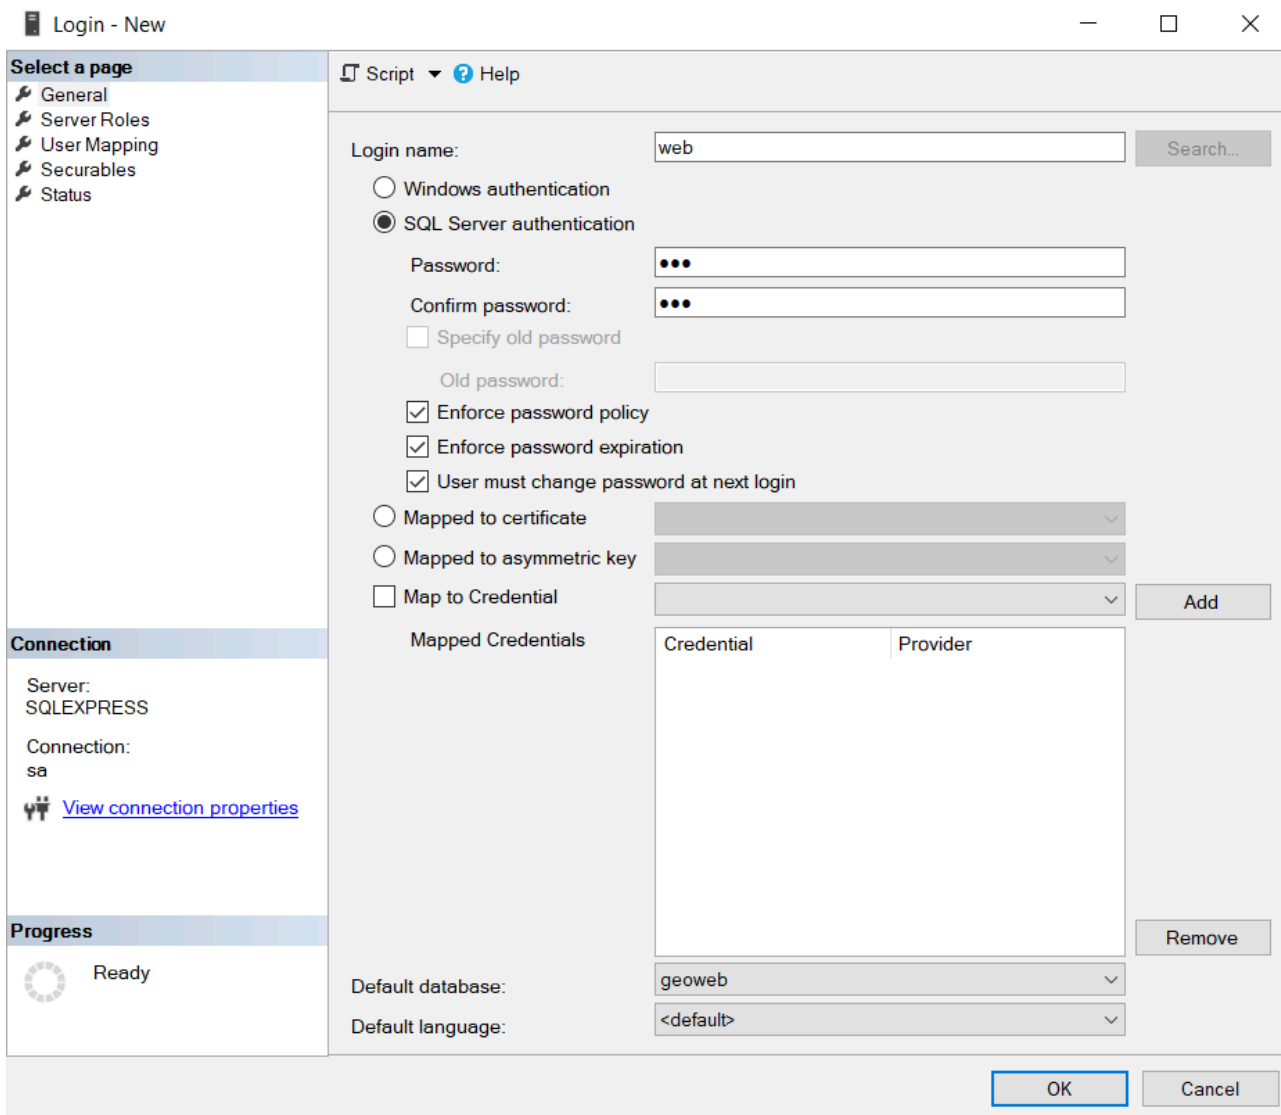 Login - New
Select a page
General
Server Roles
User Mapping
Securables
Status
Connection
Server:
SQLEXPRESS
Connection:
sa
View connection properties
Progress
Ready
Script
Help
Login name:
web
Search...
Windows authentication
SQL Server authentication
Password:
●●●
Confirm password:
●●●
Specify old password
Old password:
Enforce password policy
Enforce password expiration
User must change password at next login
Mapped to certificate
Mapped to asymmetric key
Map to Credential
Add
Mapped Credentials
Credential Provider
Remove
Default database:
geoweb
Default language:
<default>
OK Cancel